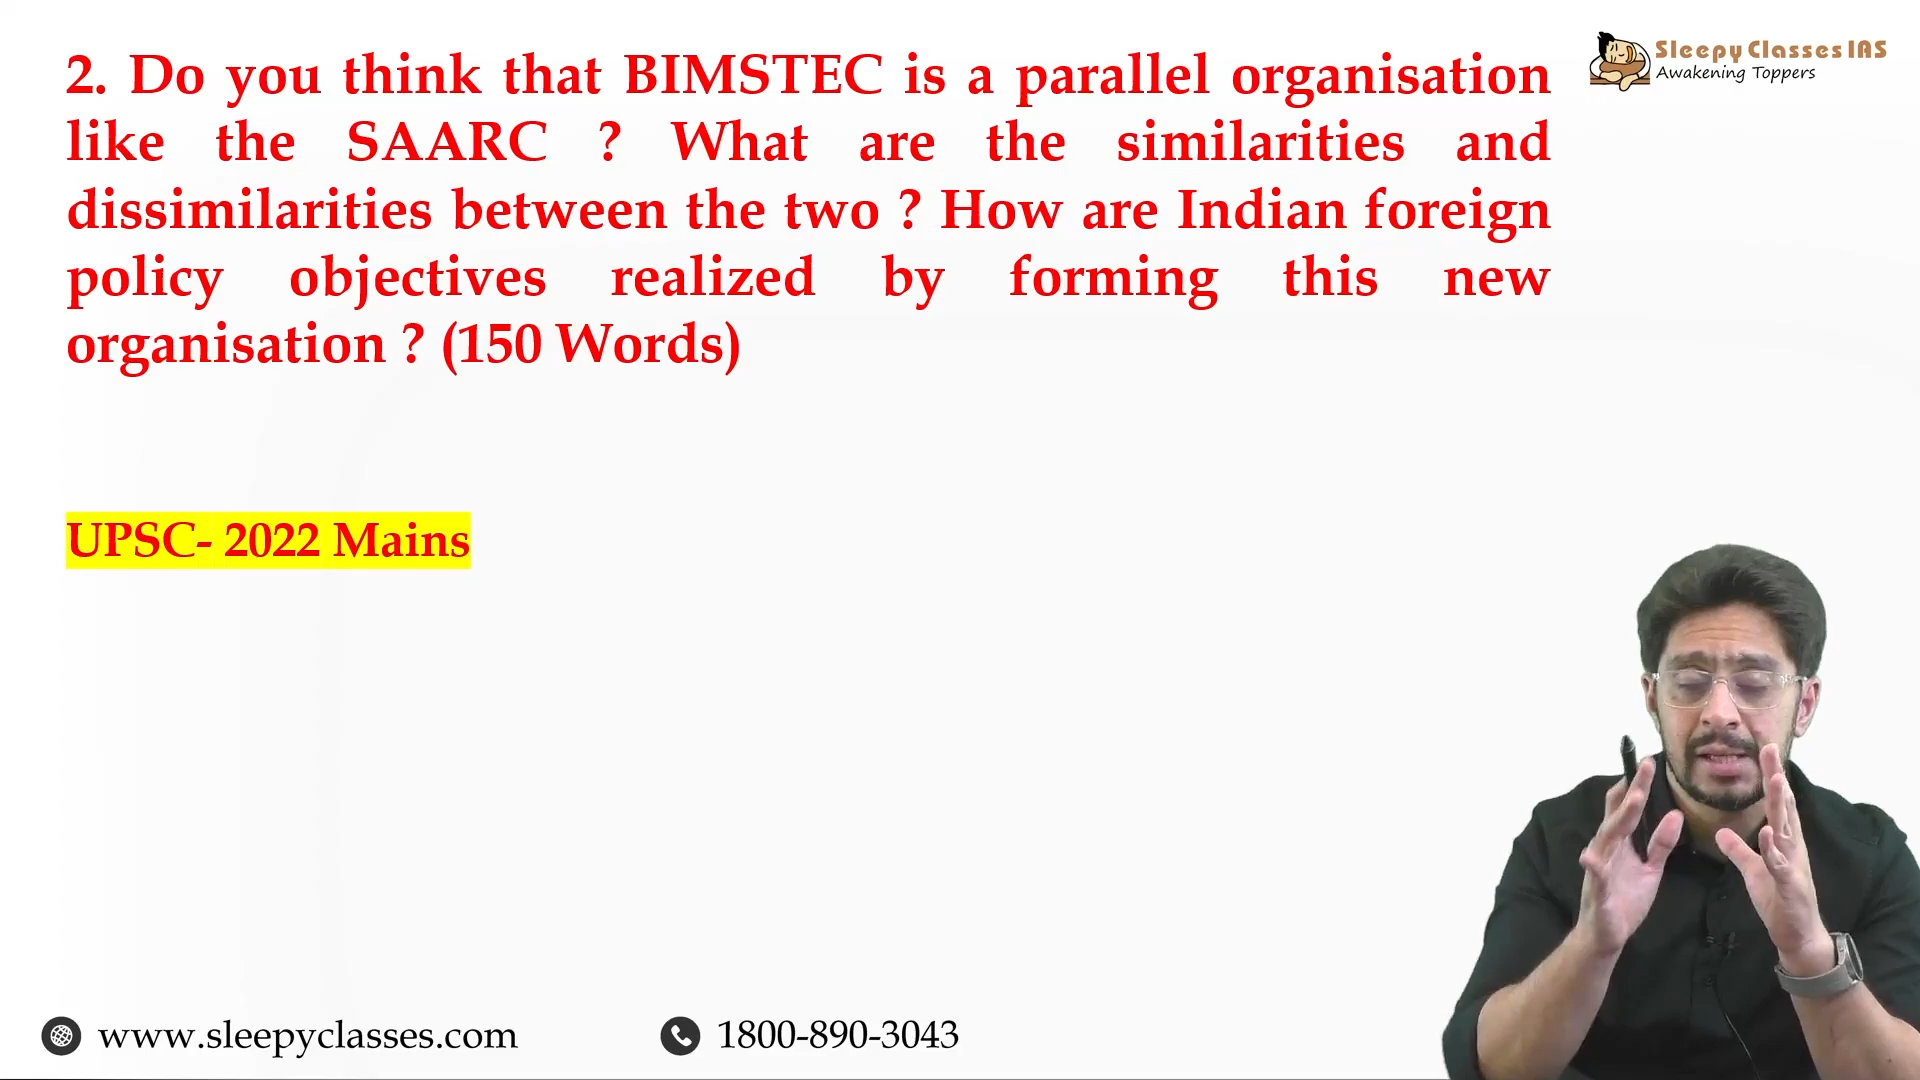 2. Do you think that BIMSTEC is a parallel organisation
like the SAARC ? What are the similarities and
dissimilarities between the two ? How are Indian foreign
policy objectives realized by forming this new
organisation ? (150 Words)
Sleepy Classes IAS
Awakening Toppers
UPSC- 2022 Mains
www.sleepyclasses.com
1800-890-3043